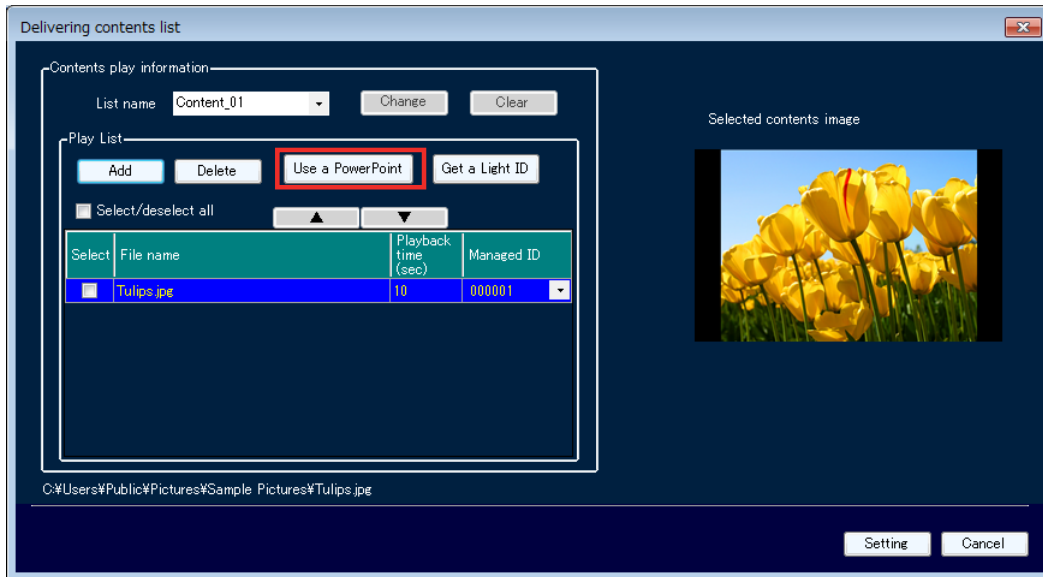 Delivering contents list
Contents play information
List name Content_01 Change Clear
Selected contents image
Play List
Add Delete Use a PowerPoint Get a Light ID
Select/deselect all ▲ ▼
Select File name Playback time (sec) Managed ID
Tulips.jpg 10 000001
C:¥Users¥Public¥Pictures¥Sample Pictures¥Tulips.jpg
Setting Cancel